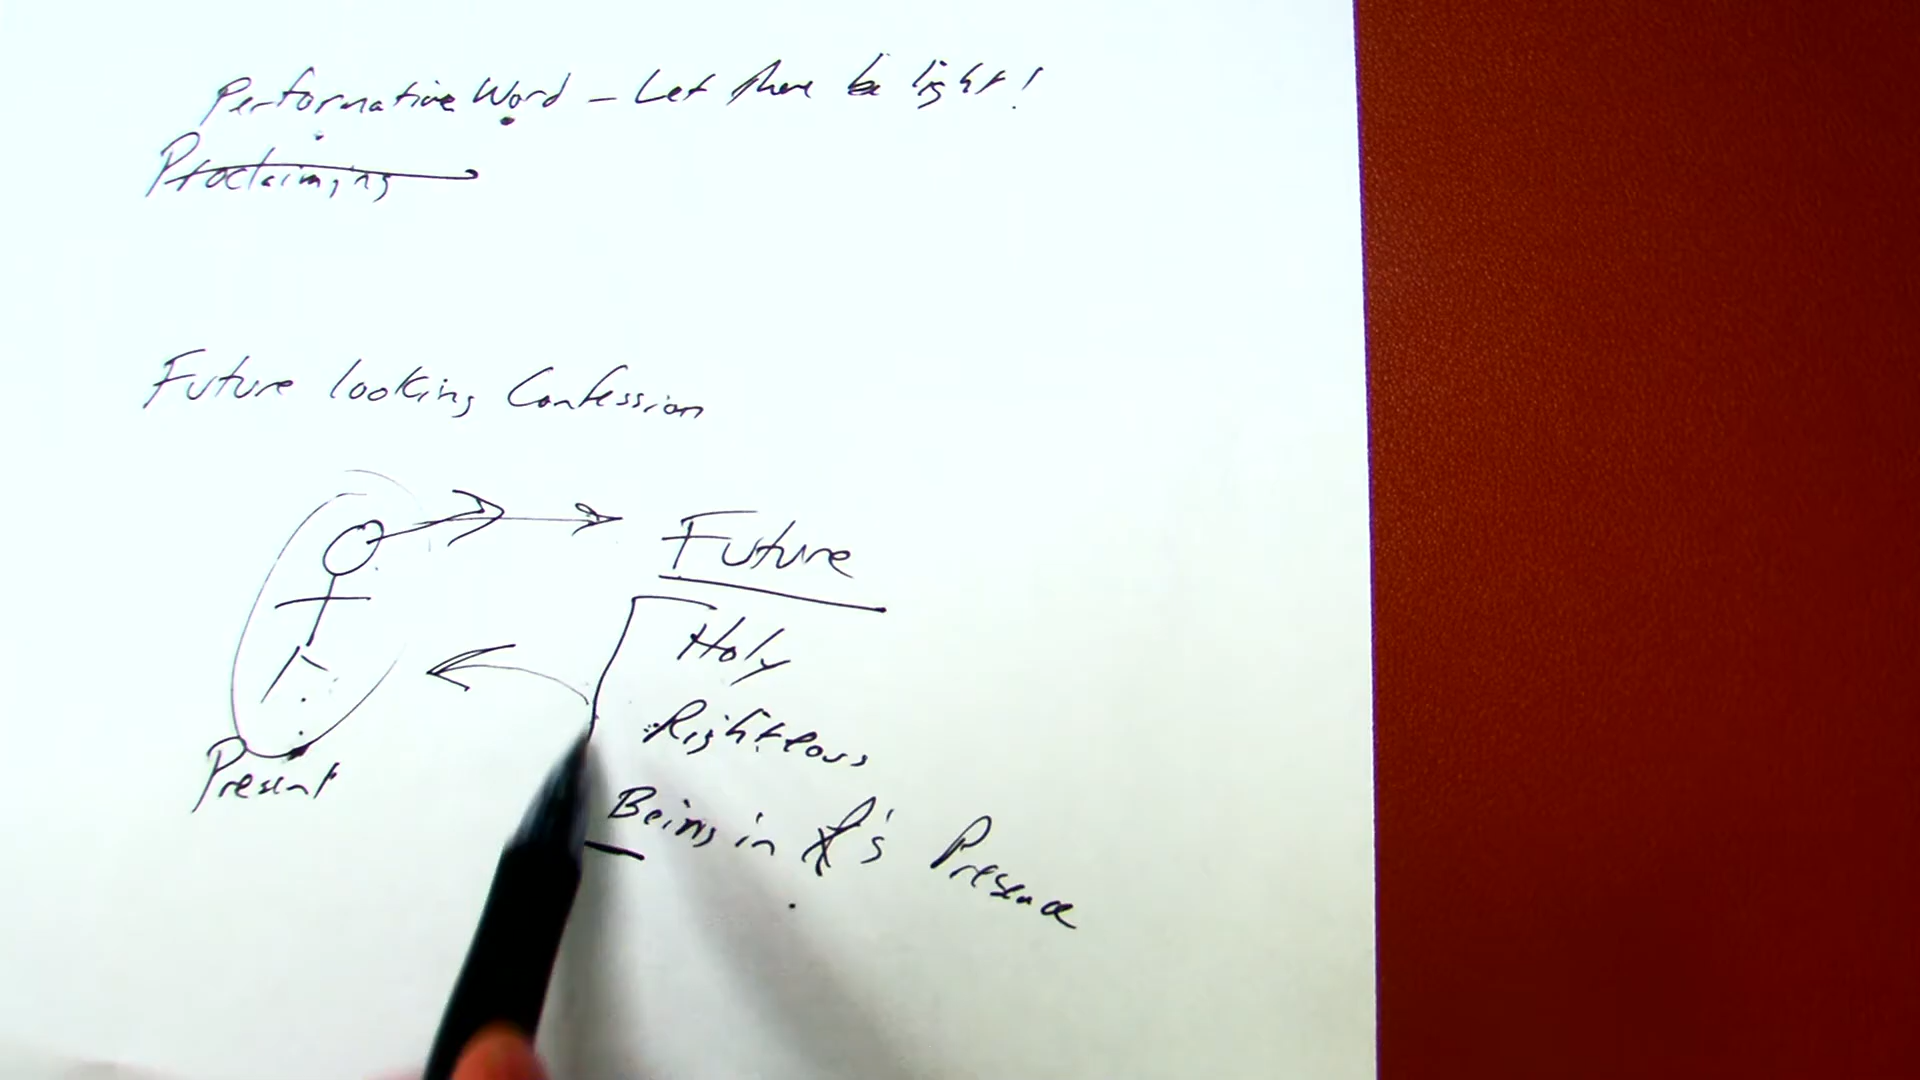 Performative Word – Let there be light!
Proclaiming
Future looking Confession
Future
Holy
Righteous
Being in 's Presence
Present